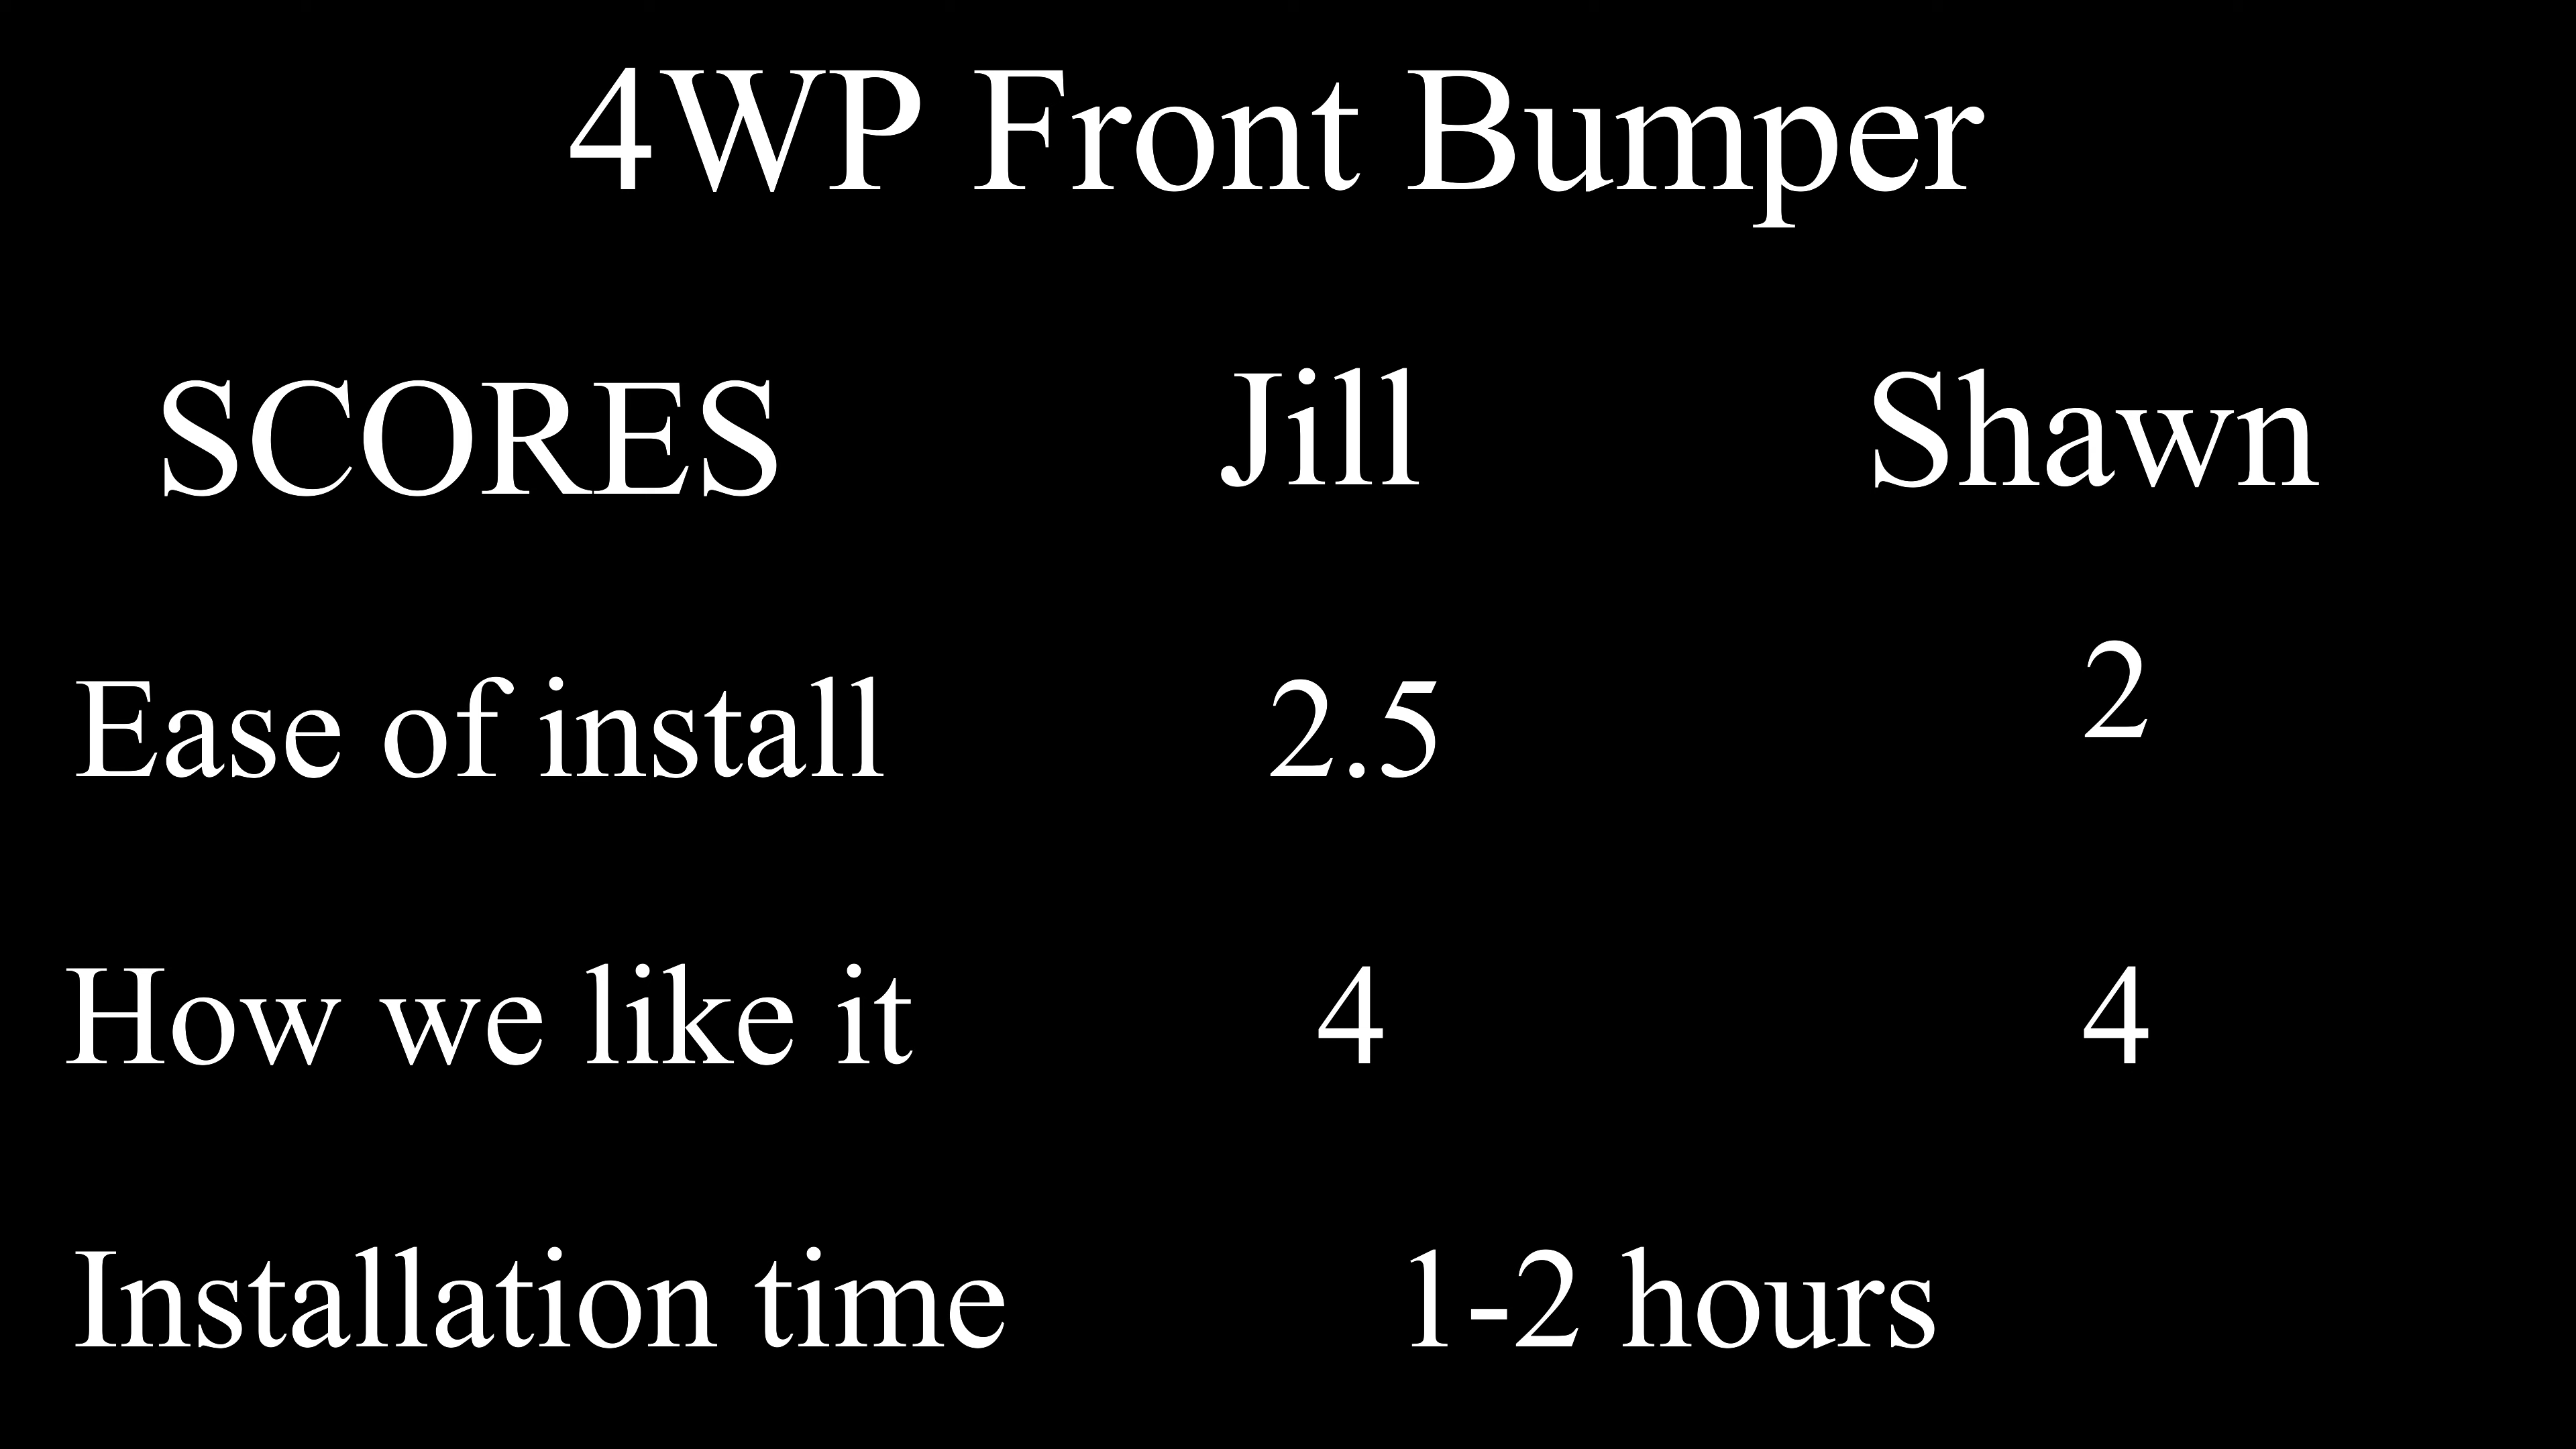 4WP Front Bumper
SCORES Jill Shawn
Ease of install 2.5 2
How we like it 4 4
Installation time 1-2 hours